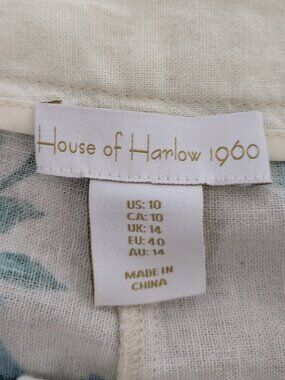 House of Harlow 1960
US: 10
CA: 10
UK: 14
EU: 40
AU: 14
MADE IN
CHINA